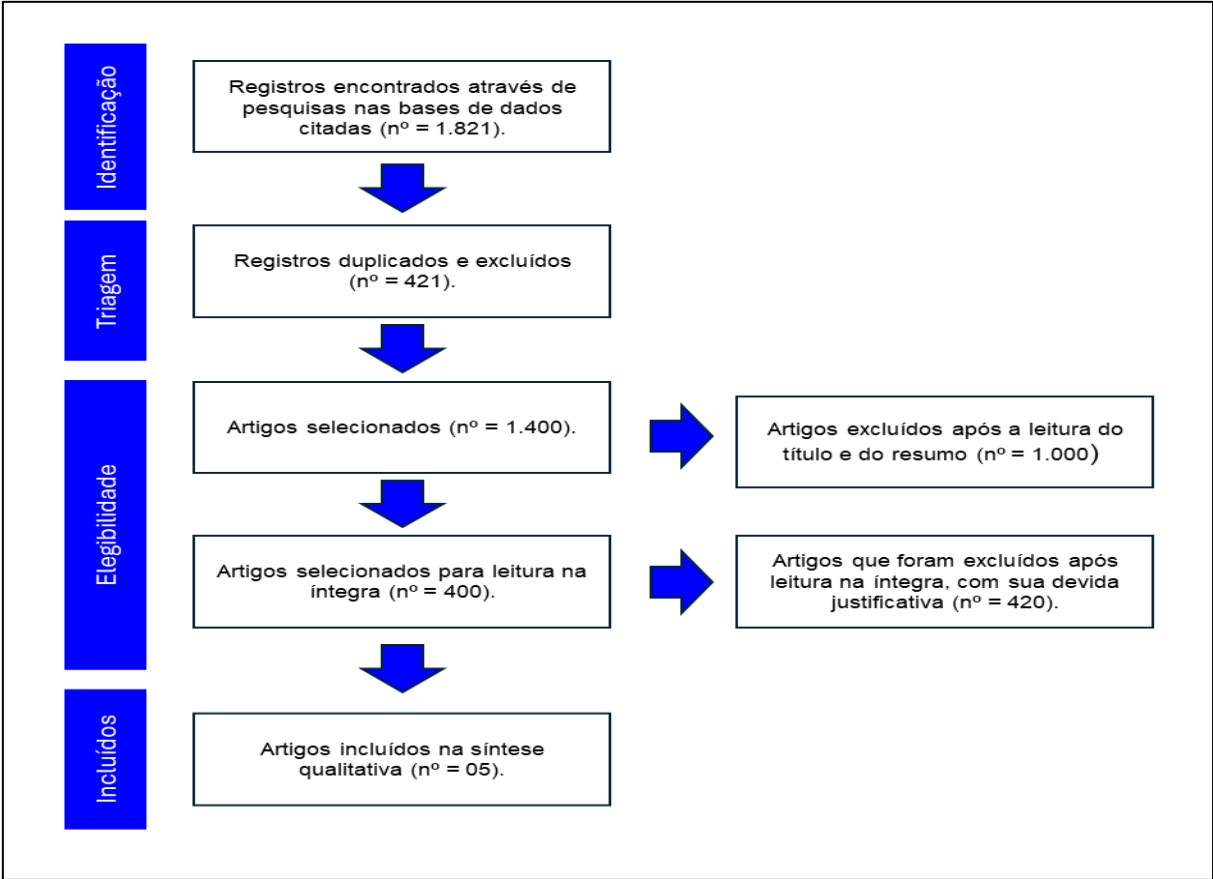 Identificação
Registros encontrados através de
pesquisas nas bases de dados
citadas (nº = 1.821).
Triagem
Registros duplicados e excluídos
(nº = 421).
Elegibilidade
Artigos selecionados (nº = 1.400).
Artigos excluídos após a leitura do
título e do resumo (nº = 1.000)
Artigos selecionados para leitura na
íntegra (nº = 400).
Artigos que foram excluídos após
leitura na íntegra, com sua devida
justificativa (nº = 420).
Incluídos
Artigos incluídos na síntese
qualitativa (nº = 05).